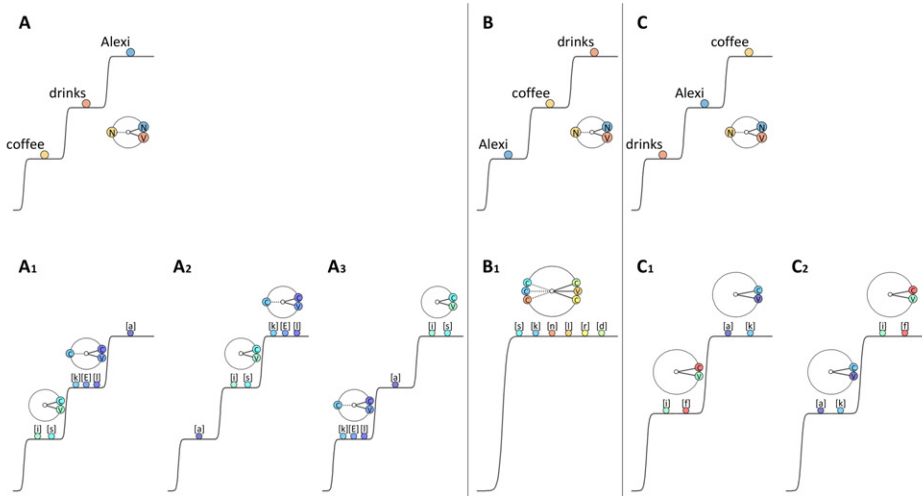 A
Alexi
drinks
coffee
N N V
B
drinks
coffee
Alexi
N N V
C
coffee
Alexi
drinks
N N V
A1
[a]
C C V
[k] [E] [l]
C V
[i] [s]
A2
C C V
[k] [E] [l]
C V
[i] [s]
[a]
A3
C V
[i] [s]
[a]
C C V
[k] [E] [l]
B1
C C
C V
C C
[s] [k] [n] [i] [r] [d]
C1
C V
[a] [k]
C V
[i] [f]
C2
C V
[i] [f]
C V
[a] [k]